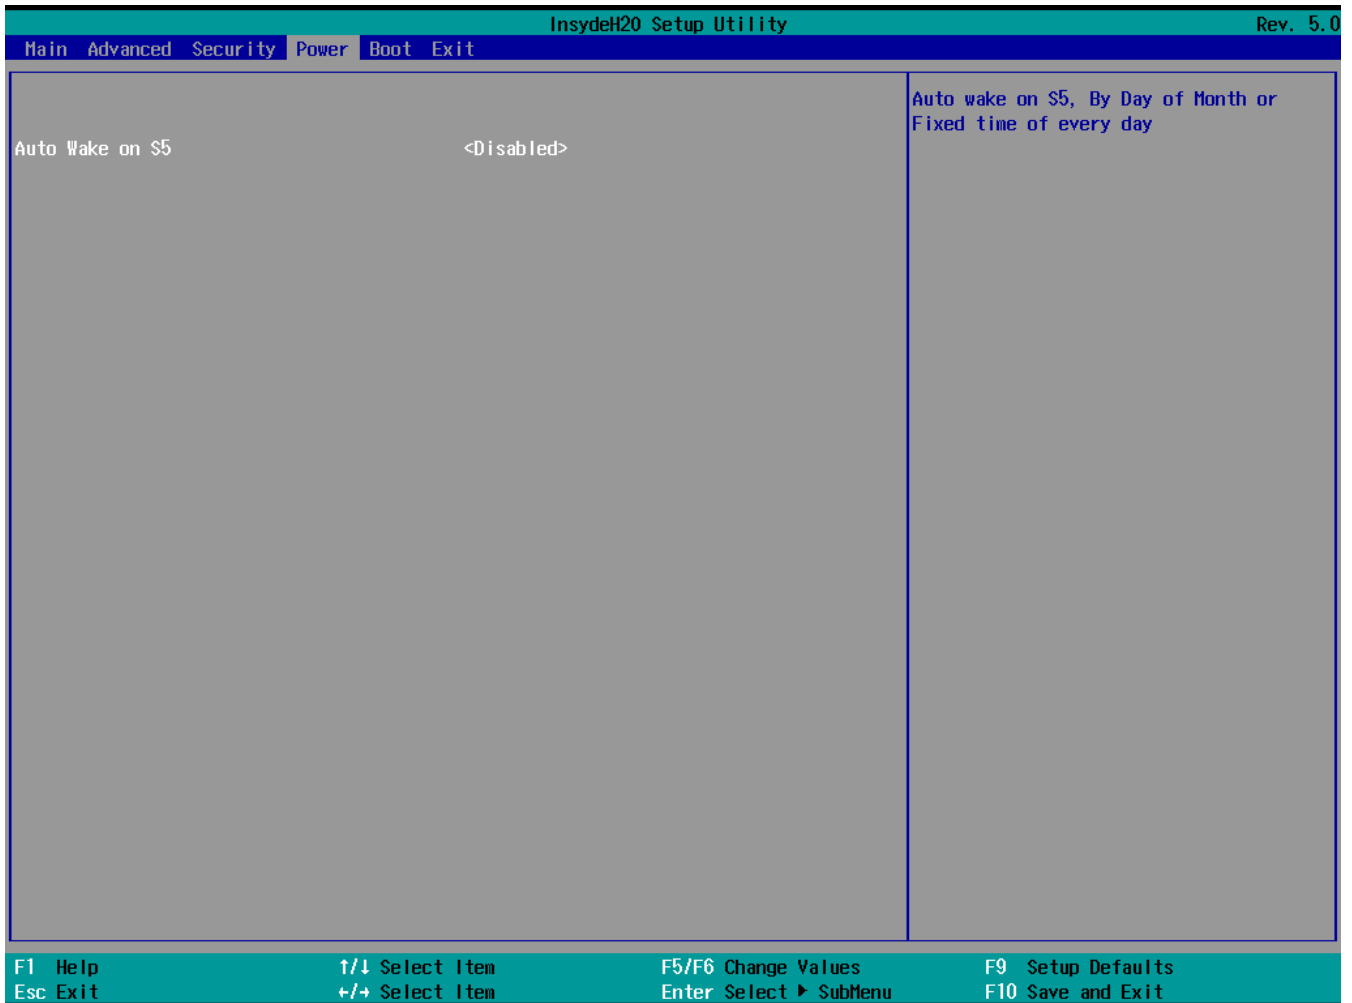 InsydeH20 Setup Utility Rev. 5.0
Main Advanced Security Power Boot Exit
Auto Wake on S5 <Disabled>
Auto wake on S5, By Day of Month or
Fixed time of every day
F1 Help ↑/↓ Select Item F5/F6 Change Values F9 Setup Defaults
Esc Exit ←/→ Select Item Enter Select ▶ SubMenu F10 Save and Exit